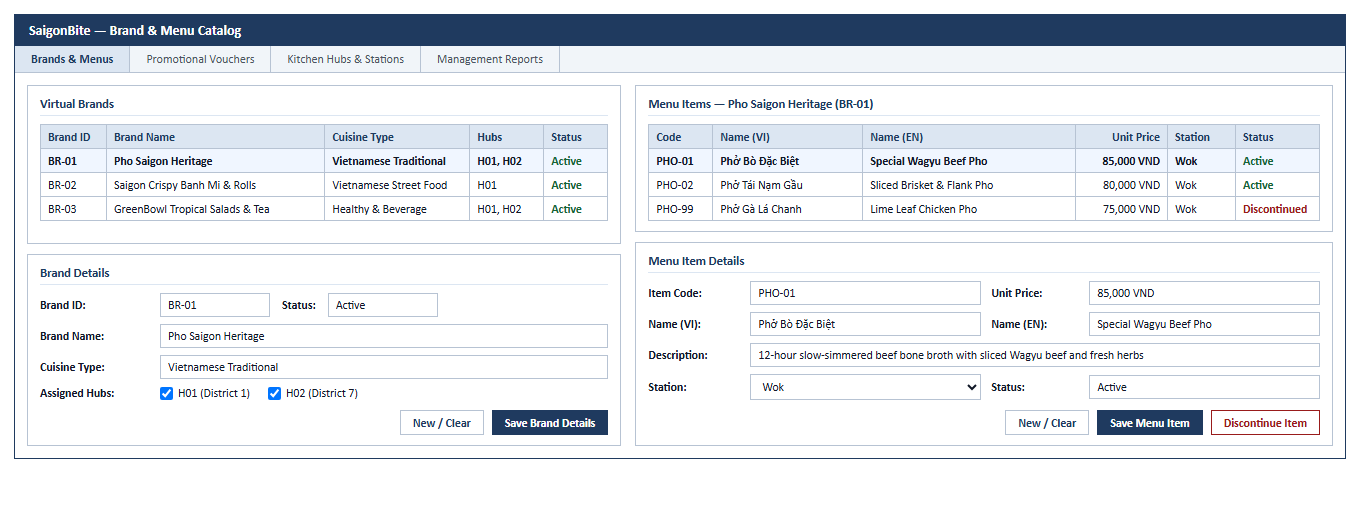 SaigonBite — Brand & Menu Catalog
Brands & Menus Promotional Vouchers Kitchen Hubs & Stations Management Reports
Virtual Brands
Brand ID Brand Name Cuisine Type Hubs Status
BR-01 Pho Saigon Heritage Vietnamese Traditional H01, H02 Active
BR-02 Saigon Crispy Banh Mi & Rolls Vietnamese Street Food H01 Active
BR-03 GreenBowl Tropical Salads & Tea Healthy & Beverage H01, H02 Active
Brand Details
Brand ID: BR-01 Status: Active
Brand Name: Pho Saigon Heritage
Cuisine Type: Vietnamese Traditional
Assigned Hubs: H01 (District 1) H02 (District 7)
New / Clear Save Brand Details
Menu Items — Pho Saigon Heritage (BR-01)
Code Name (VI) Name (EN) Unit Price Station Status
PHO-01 Phở Bò Đặc Biệt Special Wagyu Beef Pho 85,000 VND Wok Active
PHO-02 Phở Tái Nạm Gầu Sliced Brisket & Flank Pho 80,000 VND Wok Active
PHO-99 Phở Gà Lá Chanh Lime Leaf Chicken Pho 75,000 VND Wok Discontinued
Menu Item Details
Item Code: PHO-01 Unit Price: 85,000 VND
Name (VI): Phở Bò Đặc Biệt Name (EN): Special Wagyu Beef Pho
Description: 12-hour slow-simmered beef bone broth with sliced Wagyu beef and fresh herbs
Station: Wok Status: Active
New / Clear Save Menu Item Discontinue Item